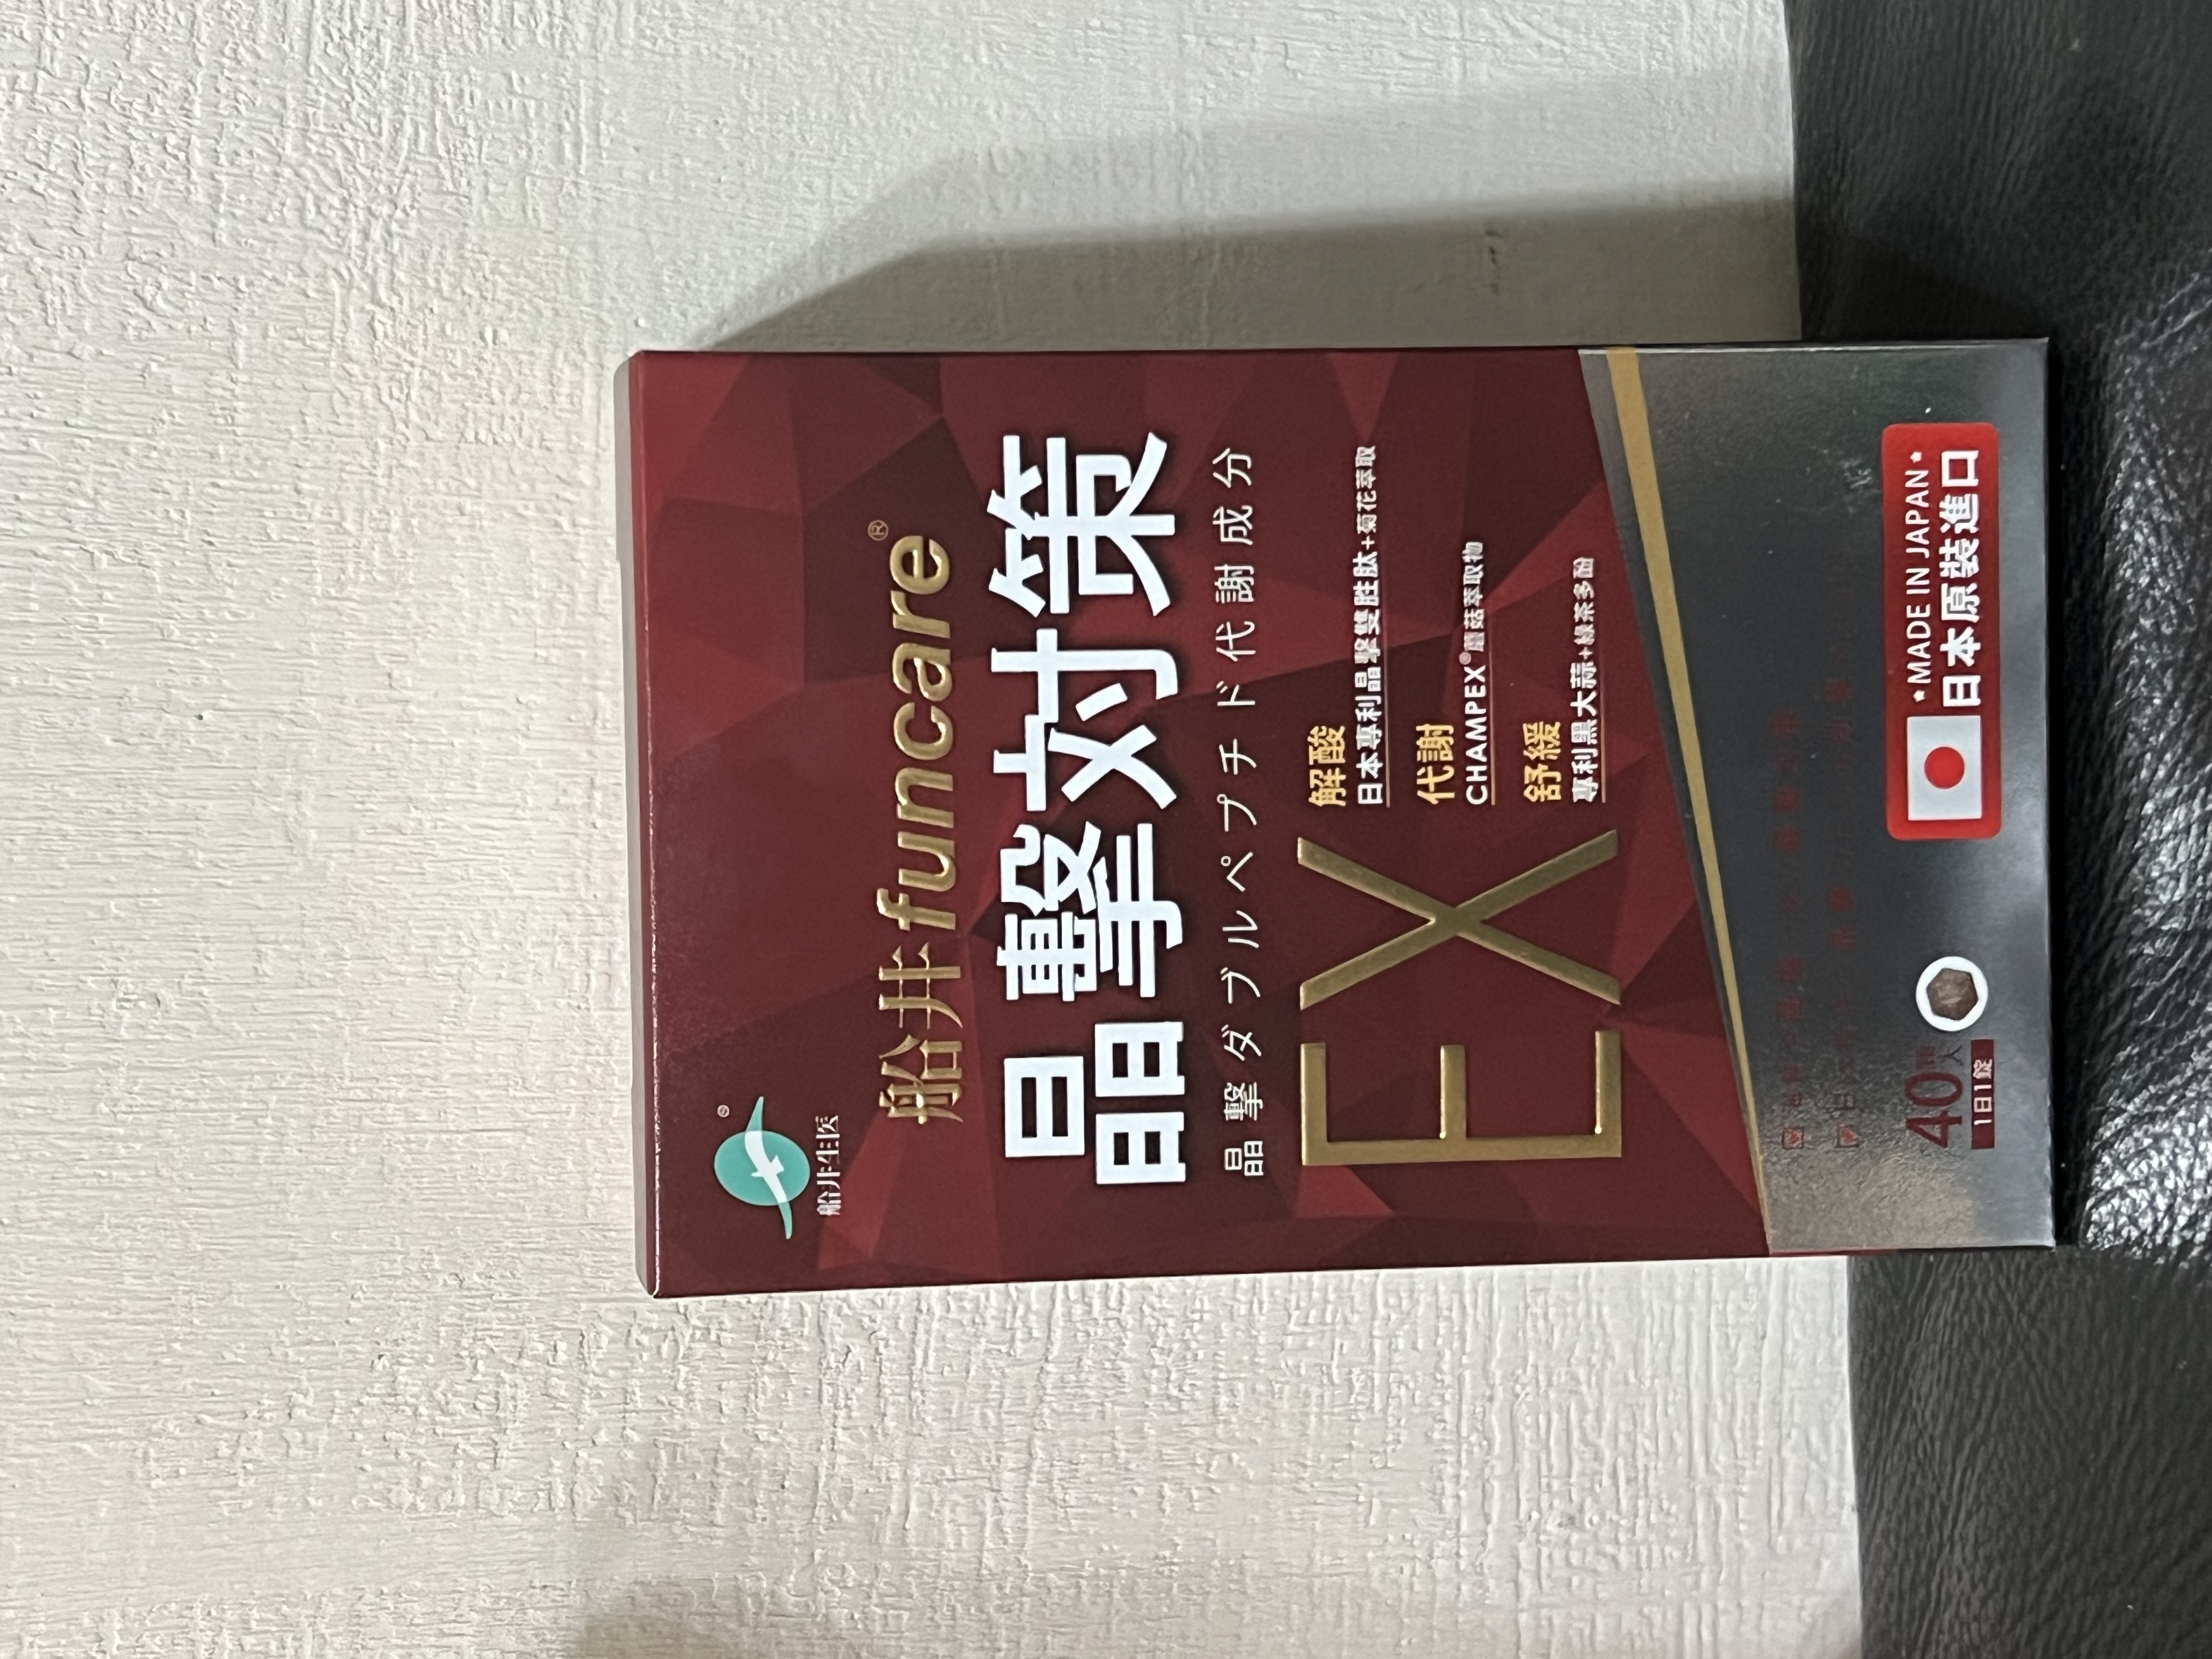 船井生医
船井®funcare®
晶擊対策
晶擊ダブルペプチド代謝成分
EX
解酸
日本專利晶擊雙胜肽+菊花萃取
代謝
CHAMPEX®蘑菇萃取物
舒緩
專利黑大蒜+綠茶多酚
40
1日1錠
★MADE IN JAPAN★
日本原裝進口